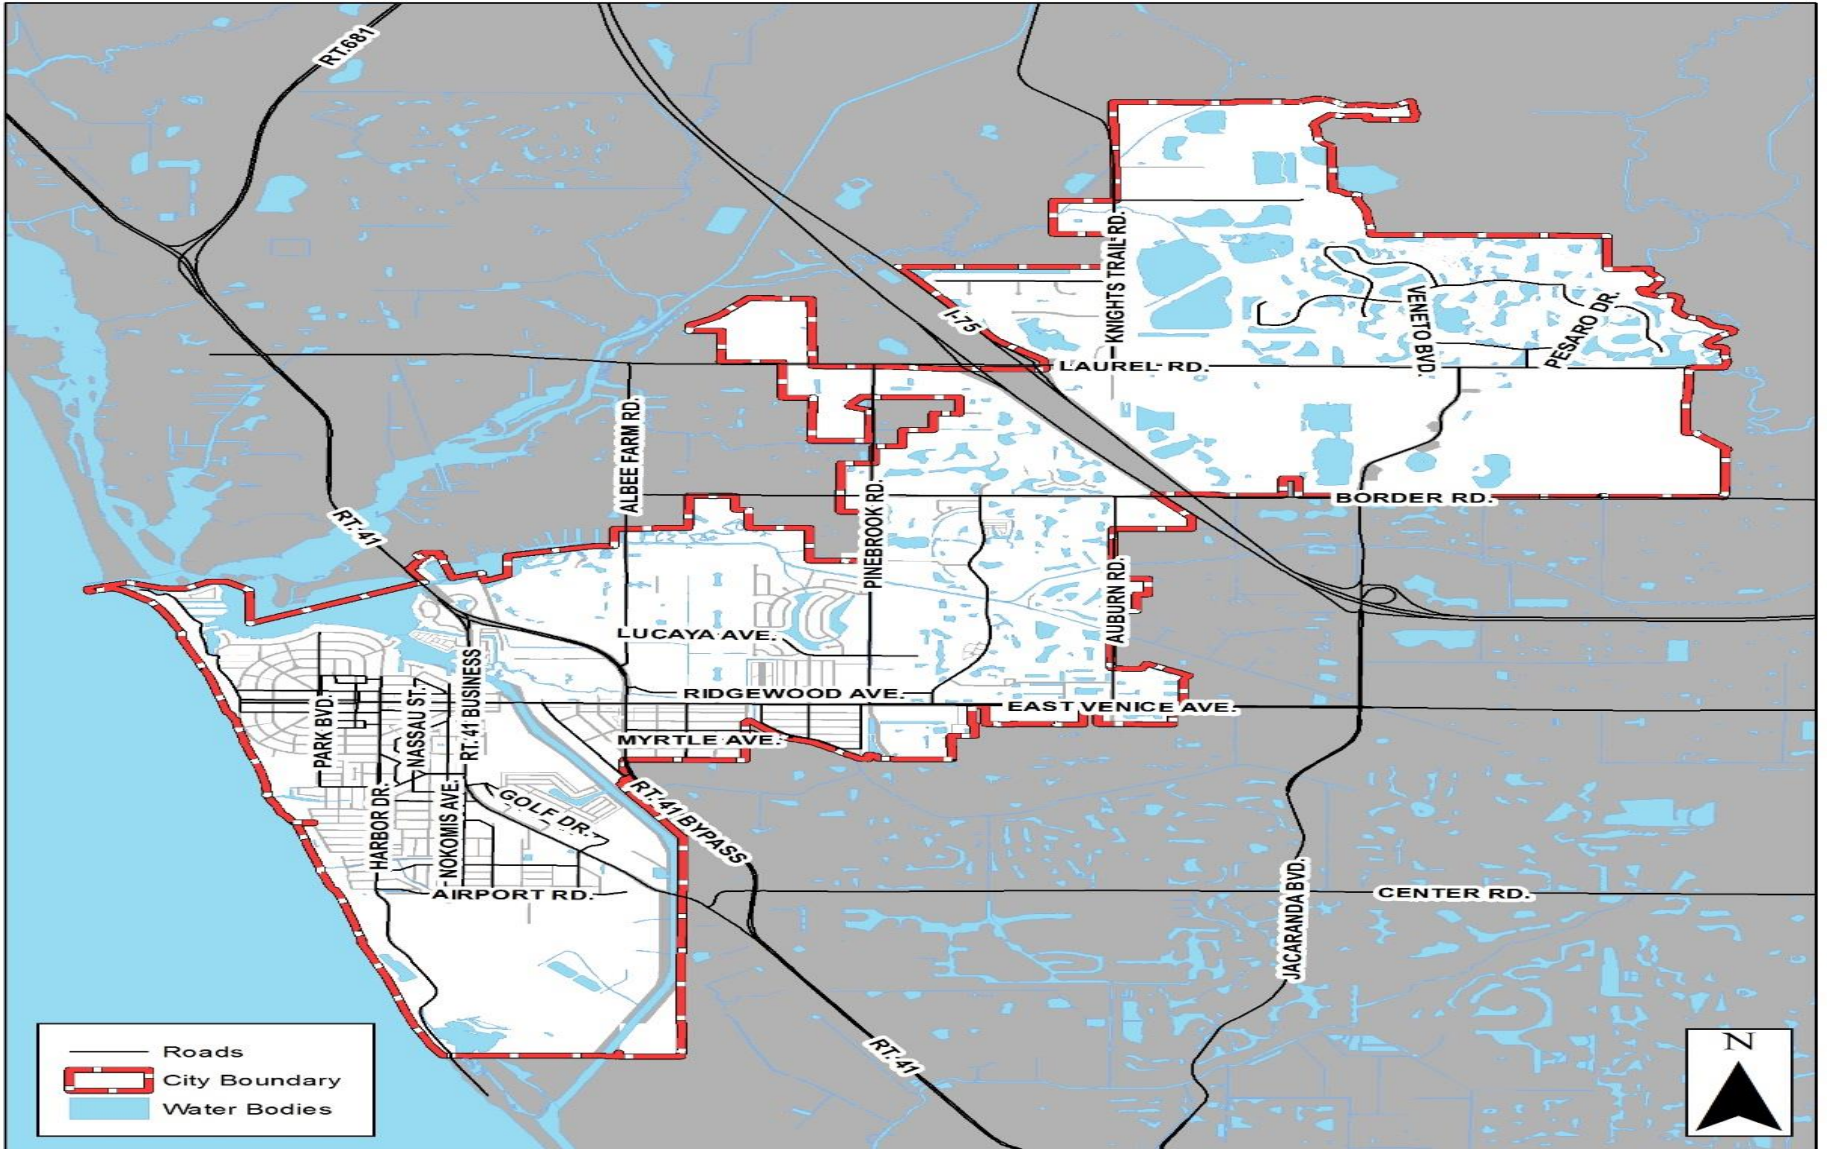 RT.681
KNIGHTS TRAIL RD.
I-75
VENETO BVD.
PESARO DR.
LAUREL RD.
ALBEE FARM RD.
PINEBROOK RD.
BORDER RD.
RT. 41
AUBURN RD.
LUCAYA AVE.
RIDGEWOOD AVE.
EAST VENICE AVE.
PARK BVD.
NASSAU ST.
RT. 41 BUSINESS
MYRTLE AVE.
HARBOR DR.
NOKOMIS AVE.
GOLF DR.
RT. 41 BYPASS
AIRPORT RD.
CENTER RD.
JACARANDA BVD.
RT. 41
Roads
City Boundary
Water Bodies
N